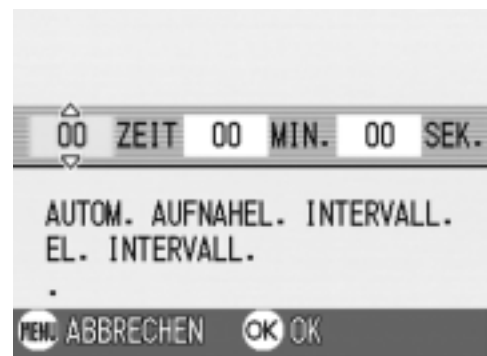 00 ZEIT 00 MIN. 00 SEK.
AUTOM. AUFNAHEL. INTERVALL.
EL. INTERVALL.
.
MENU ABBRECHEN OK OK